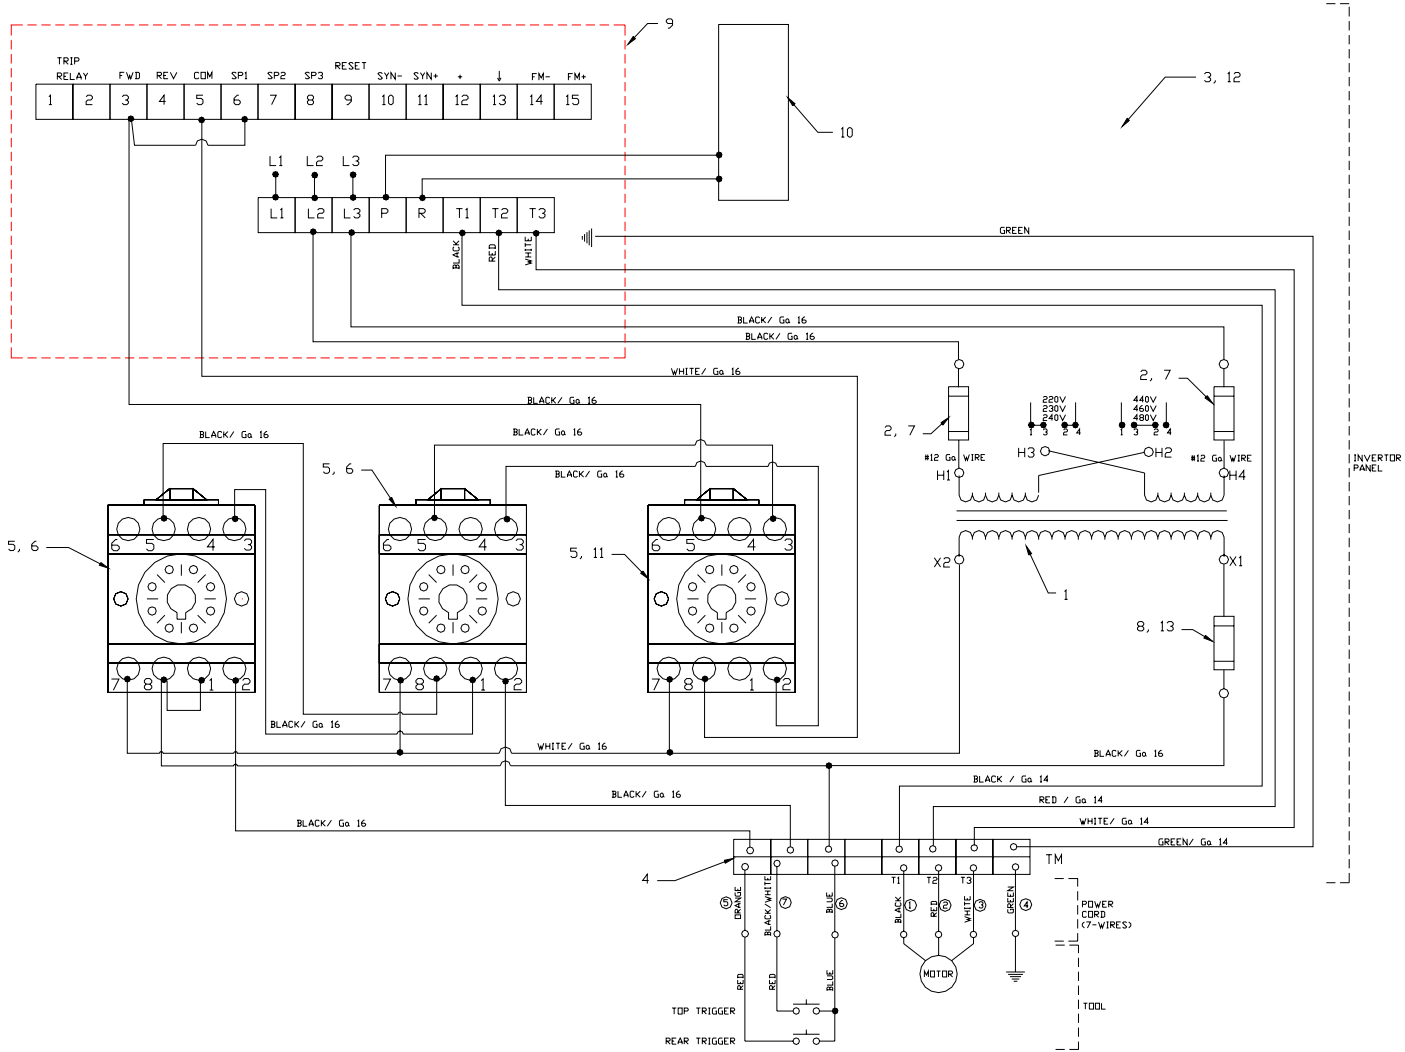 9
TRIP
RELAY
FWD
REV
COM
SP1
SP2
SP3
RESET
SYN-
SYN+
+
↓
FM-
FM+
1 2 3 4 5 6 7 8 9 10 11 12 13 14 15
3, 12
10
L1 L2 L3
L1 L2 L3 P R T1 T2 T3
BLACK
RED
WHITE
GREEN
BLACK/ Ga 16
BLACK/ Ga 16
WHITE/ Ga 16
BLACK/ Ga 16
BLACK/ Ga 16
BLACK/ Ga 16
BLACK/ Ga 16
2, 7
2, 7
220V
230V
240V
1 3 2 4
440V
460V
480V
1 3 2 4
#12 Ga WIRE
#12 Ga WIRE
H1
H3
H2
H4
INVERTOR
PANEL
5, 6
5, 6
5, 11
6 5 4 3
6 5 4 3
6 5 4 3
X2
X1
1
8, 13
7 8 1 2
7 8 1 2
7 8 1 2
BLACK/ Ga 16
WHITE/ Ga 16
BLACK/ Ga 16
BLACK / Ga 14
BLACK/ Ga 16
RED / Ga 14
BLACK/ Ga 16
WHITE/ Ga 14
GREEN/ Ga 14
4
TM
T1 T2 T3
5 ORANGE
BLACK/WHITE 7
BLUE 6
BLACK 1
RED 2
WHITE 3
GREEN 4
POWER
CORD
(7-WIRES)
RED
RED
BLUE
MOTOR
TOP TRIGGER
REAR TRIGGER
TOOL